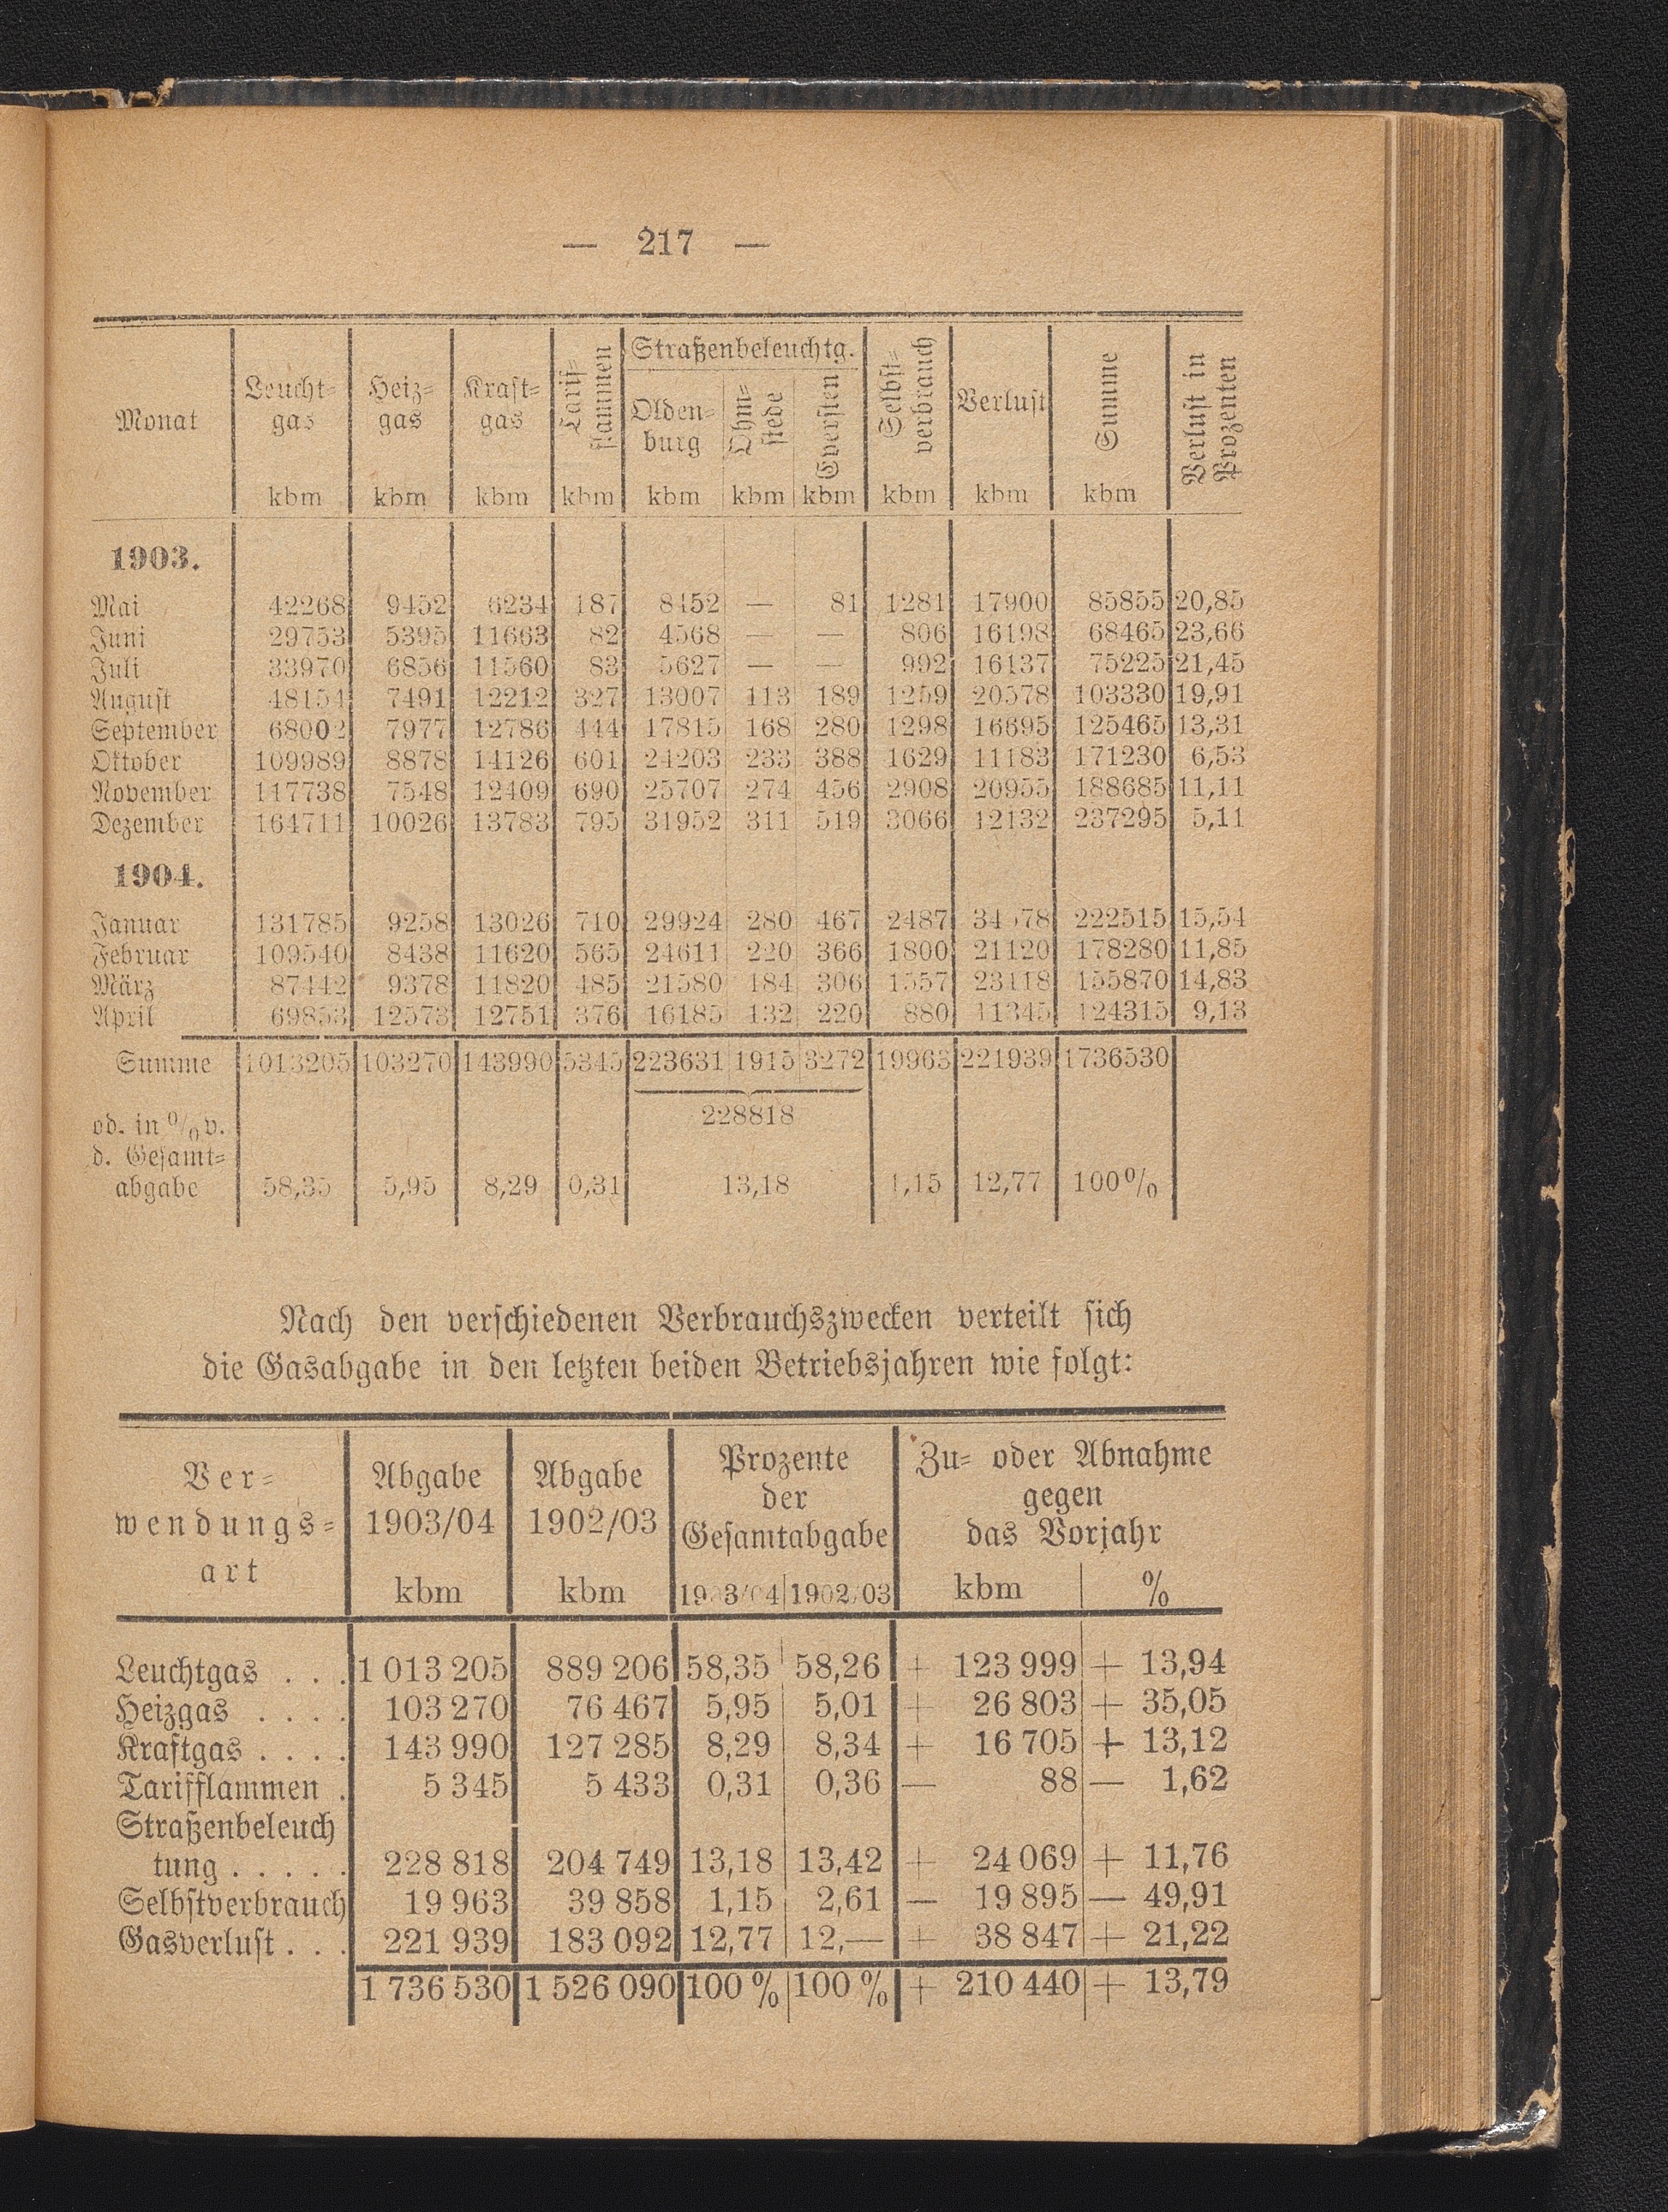 — 217 —
Monat Leucht= gas kbm Heiz= gas kbm Kraft= gas kbm Tarif= flammen kbm Straßenbeleuchtg. Olden= burg kbm Ohm= stede kbm Eversten kbm Selbst= verbrauch kbm Verlust kbm Summe kbm Verlust in Prozenten
1903.
Mai 42268 9452 6234 187 8452 — 81 1281 17900 85855 20,85
Juni 29753 5395 11663 82 4568 — — 806 16198 68465 23,66
Juli 33970 6856 11560 83 5627 — — 992 16137 75225 21,45
August 48154 7491 12212 327 13007 113 189 1259 20578 103330 19,91
September 68002 7977 12786 444 17815 168 280 1298 16695 125465 13,31
Oktober 109989 8878 14126 601 24203 233 388 1629 11183 171230 6,53
November 117738 7548 12409 690 25707 274 456 2908 20955 188685 11,11
Dezember 164711 10026 13783 795 31952 311 519 3066 12132 237295 5,11
1904.
Januar 131785 9258 13026 710 29924 280 467 2487 222515 15,54
Februar 109540 8438 11620 565 24611 220 366 1800 21120 178280 11,85
März 87442 9378 11820 485 21580 184 306 1557 23118 155870 14,83
April 69853 12573 12751 376 16185 132 220 880 11345 124315 9,13
Summe 1013205 103270 143990 5345 223631 1915 3272 19963 221939 1736530
228818
od. in % v.
d. Gesamt=
abgabe 58,35 5,95 8,29 0,31 13,18 1,15 12,77 100%
Nach den verschiedenen Verbrauchszwecken verteilt sich
die Gasabgabe in den letzten beiden Betriebsjahren wie folgt:
Ver= wendungs= art Abgabe 1903/04 kbm Abgabe 1902/03 kbm Prozente der Gesamtabgabe 1903/04 1902/03 Zu= oder Abnahme gegen das Vorjahr kbm %
Leuchtgas . . . 1 013 205 889 206 58,35 58,26 + 123 999 + 13,94
Heizgas . . . . 103 270 76 467 5,95 5,01 + 26 803 + 35,05
Kraftgas . . . . 143 990 127 285 8,29 8,34 + 16 705 + 13,12
Tarifflammen . 5 345 5 433 0,31 0,36 — 88 — 1,62
Straßenbeleuch
tung . . . . . 228 818 204 749 13,18 13,42 + 24 069 + 11,76
Selbstverbrauch 19 963 39 858 1,15 2,61 — 19 895 — 49,91
Gasverlust . . . 221 939 183 092 12,77 12,— + 38 847 + 21,22
1 736 530 1 526 090 100 % 100 % + 210 440 + 13,79